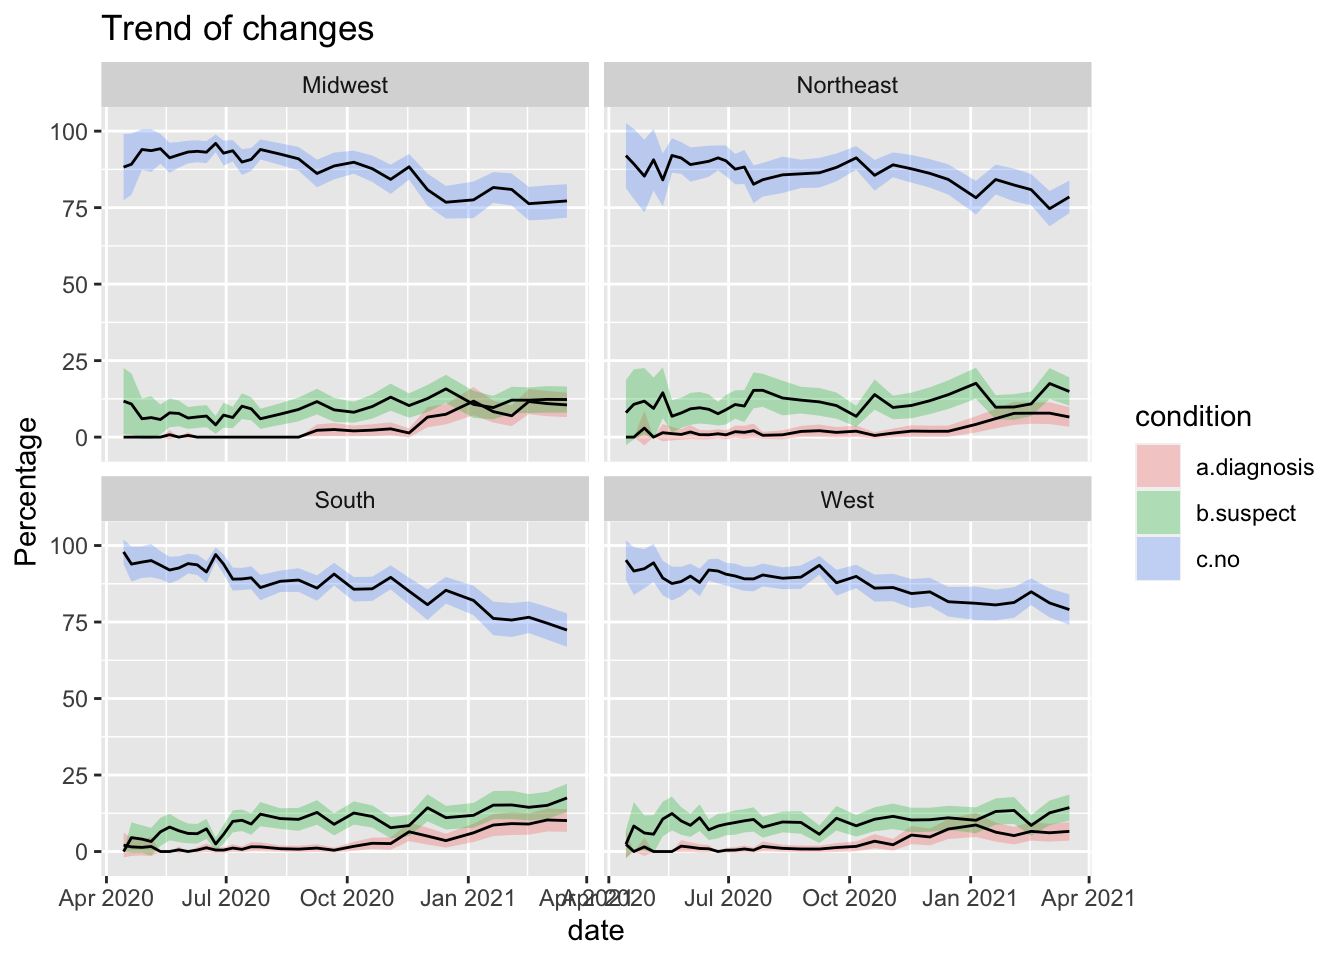 Trend of changes
Midwest
Northeast
100
75
50
25
0
South
West
100
75
50
25
0
Percentage
Apr 2020 Jul 2020 Oct 2020 Jan 2021 Apr 2021
Apr 2020 Jul 2020 Oct 2020 Jan 2021 Apr 2021
date
condition
a.diagnosis
b.suspect
c.no